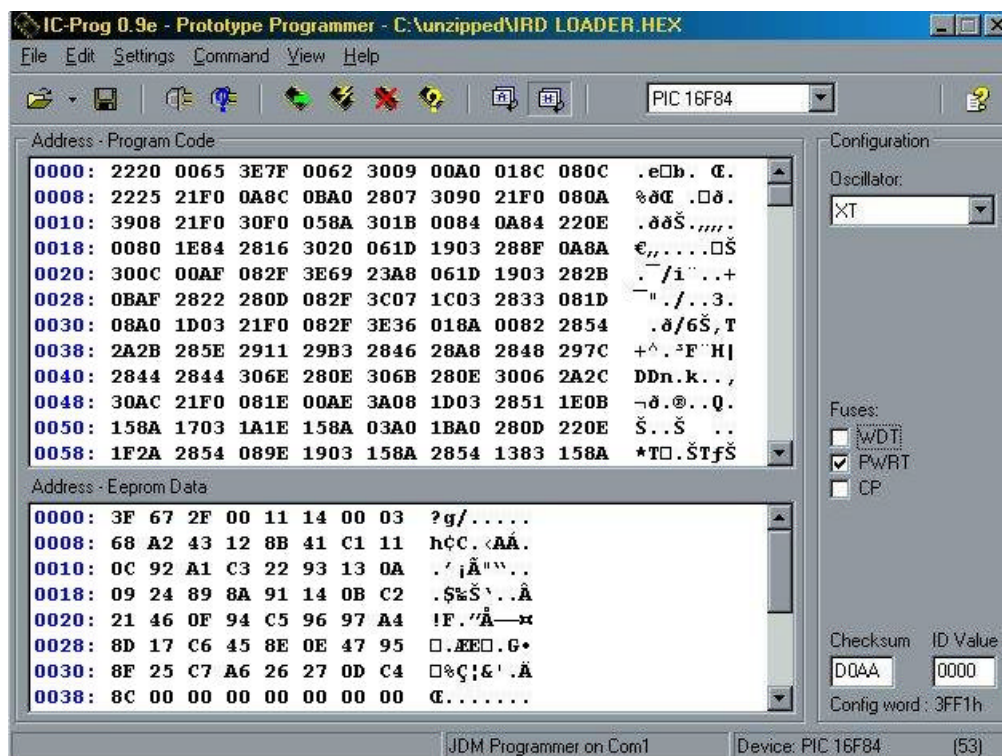 IC-Prog 0.9e - Prototype Programmer - C:\unzipped\IRD LOADER.HEX
File Edit Settings Command View Help
PIC 16F84
Address - Program Code
0000: 2220 0065 3E7F 0062 3009 00A0 018C 080C
0008: 2225 21F0 0A8C 0BA0 2807 3090 21F0 080A
0010: 3908 21F0 30F0 058A 301B 0084 0A84 220E
0018: 0080 1E84 2816 3020 061D 1903 288F 0A8A
0020: 300C 00AF 082F 3E69 23A8 061D 1903 282B
0028: 0BAF 2822 280D 082F 3C07 1C03 2833 081D
0030: 08A0 1D03 21F0 082F 3E36 018A 0082 2854
0038: 2A2B 285E 2911 29B3 2846 28A8 2848 297C
0040: 2844 2844 306E 280E 306B 280E 3006 2A2C
0048: 30AC 21F0 081E 00AE 3A08 1D03 2851 1E0B
0050: 158A 1703 1A1E 158A 03A0 1BA0 280D 220E
0058: 1F2A 2854 089E 1903 158A 2854 1383 158A
Address - Eeprom Data
0000: 3F 67 2F 00 11 14 00 03 ?g/.....
0008: 68 A2 43 12 8B 41 C1 11 h¢C.‹AÁ.
0010: 0C 92 A1 C3 22 93 13 0A .’¡Ã"“..
0018: 09 24 89 8A 91 14 0B C2 .$‰Š‘..Â
0020: 21 46 0F 94 C5 96 97 A4 !F.”Å–—¤
0028: 8D 17 C6 45 8E 0E 47 95
0030: 8F 25 C7 A6 26 27 0D C4
0038: 8C 00 00 00 00 00 00 00 Œ.......
Configuration
Oscillator:
XT
Fuses:
WDT
PWRT
CP
Checksum ID Value
D0AA 0000
Config word : 3FF1h
JDM Programmer on Com1 Device: PIC 16F84 (53)